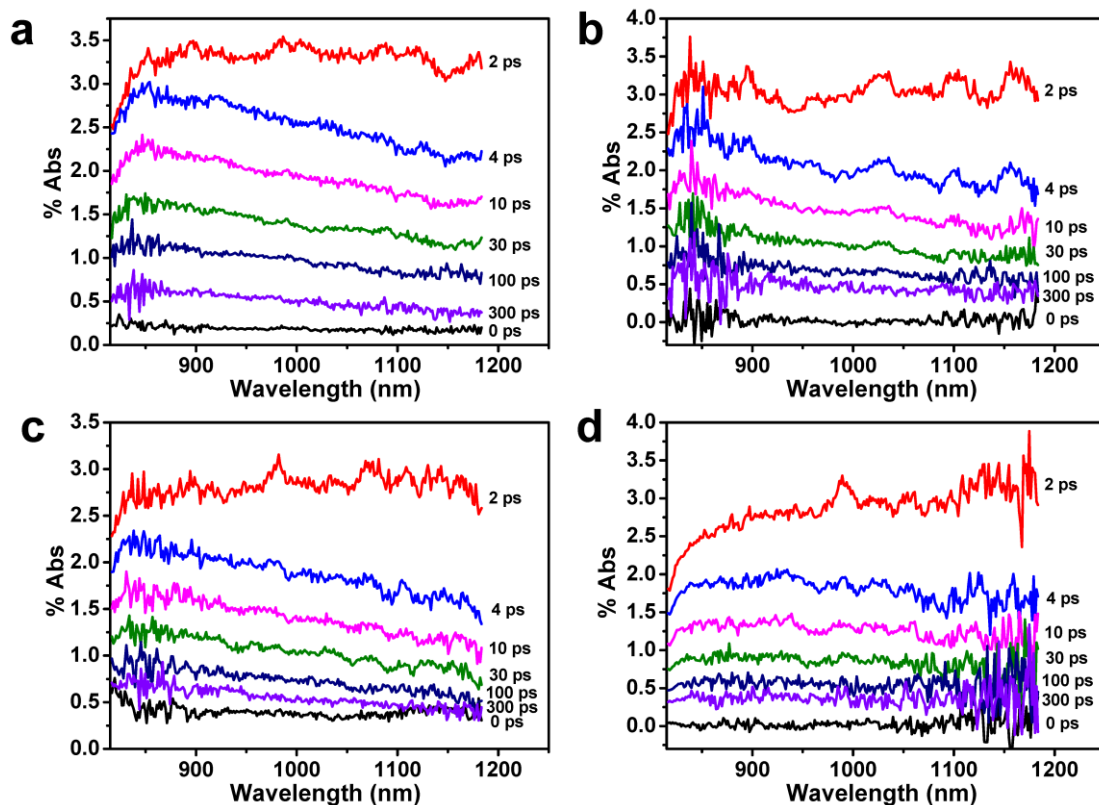 a
% Abs
3.5
3.0
2.5
2.0
1.5
1.0
0.5
0.0
2 ps
4 ps
10 ps
30 ps
100 ps
300 ps
0 ps
900 1000 1100 1200
Wavelength (nm)
b
% Abs
4.0
3.5
3.0
2.5
2.0
1.5
1.0
0.5
0.0
2 ps
4 ps
10 ps
30 ps
100 ps
300 ps
0 ps
900 1000 1100 1200
Wavelength (nm)
c
% Abs
3.5
3.0
2.5
2.0
1.5
1.0
0.5
0.0
2 ps
4 ps
10 ps
30 ps
100 ps
300 ps
0 ps
900 1000 1100 1200
Wavelength (nm)
d
% Abs
4.0
3.5
3.0
2.5
2.0
1.5
1.0
0.5
0.0
2 ps
4 ps
10 ps
30 ps
100 ps
300 ps
0 ps
900 1000 1100 1200
Wavelength (nm)